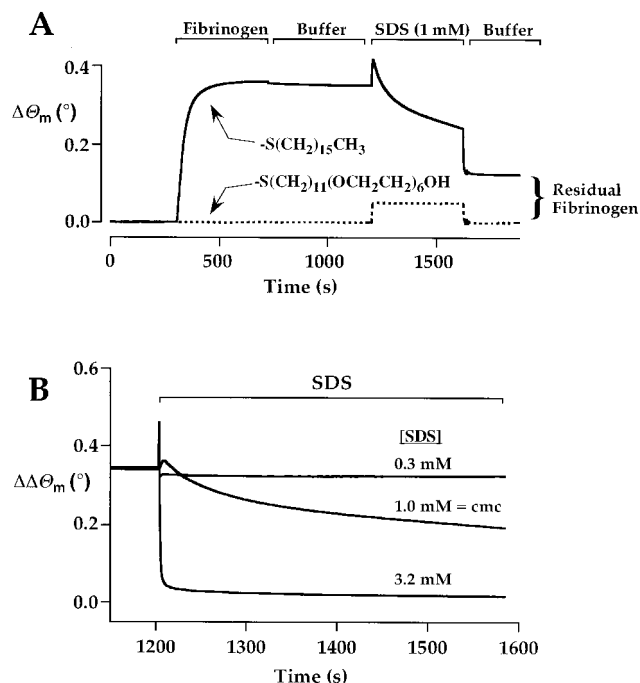 A
Fibrinogen Buffer SDS (1 mM) Buffer
0.4
ΔΘm (°)
0.2
0.0
-S(CH2)15CH3
-S(CH2)11(OCH2CH2)6OH
Residual
Fibrinogen
0 500 1000 1500
Time (s)
B
0.6
SDS
[SDS]
0.4
0.3 mM
ΔΔΘm (°)
1.0 mM = cmc
0.2
3.2 mM
0.0
1200 1300 1400 1500 1600
Time (s)